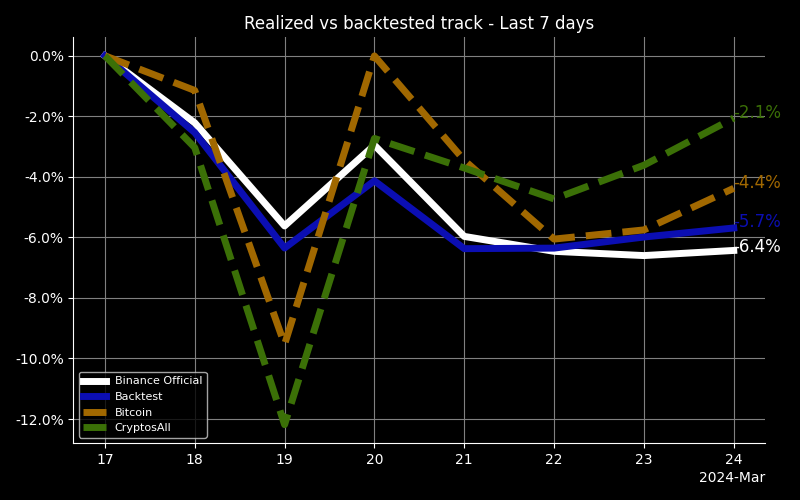 Realized vs backtested track - Last 7 days
0.0%
-2.0%
-4.0%
-6.0%
-8.0%
-10.0%
-12.0%
-2.1%
-4.4%
-5.7%
-6.4%
Binance Official
Backtest
Bitcoin
CryptosAll
17 18 19 20 21 22 23 24
2024-Mar